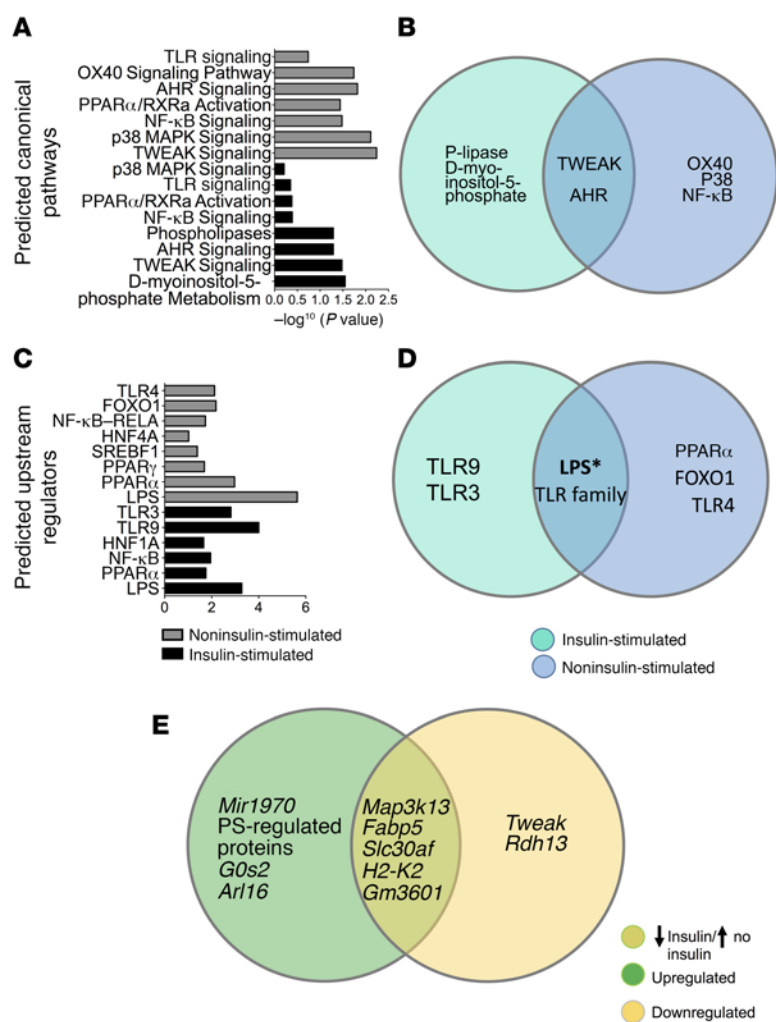 A
Predicted canonical
pathways
TLR signaling
OX40 Signaling Pathway
AHR Signaling
PPARα/RXRa Activation
NF-κB Signaling
p38 MAPK Signaling
TWEAK Signaling
p38 MAPK Signaling
TLR signaling
PPARα/RXRa Activation
NF-κB Signaling
Phospholipases
AHR Signaling
TWEAK Signaling
D-myoinositol-5-
phosphate Metabolism
0.0 0.5 1.0 1.5 2.0 2.5
–log¹⁰ (P value)
B
P-lipase
D-myo-
inositol-5-
phosphate
TWEAK
AHR
OX40
P38
NF-κB
C
Predicted upstream
regulators
TLR4
FOXO1
NF-κB–RELA
HNF4A
SREBF1
PPARγ
PPARα
LPS
TLR3
TLR9
HNF1A
NF-κB
PPARα
LPS
0 2 4 6
Noninsulin-stimulated
Insulin-stimulated
D
TLR9
TLR3
LPS*
TLR family
PPARα
FOXO1
TLR4
Insulin-stimulated
Noninsulin-stimulated
E
Mir1970
PS-regulated
proteins
G0s2
Arl16
Map3k13
Fabp5
Slc30af
H2-K2
Gm3601
Tweak
Rdh13
↓ Insulin/↑ no
insulin
Upregulated
Downregulated